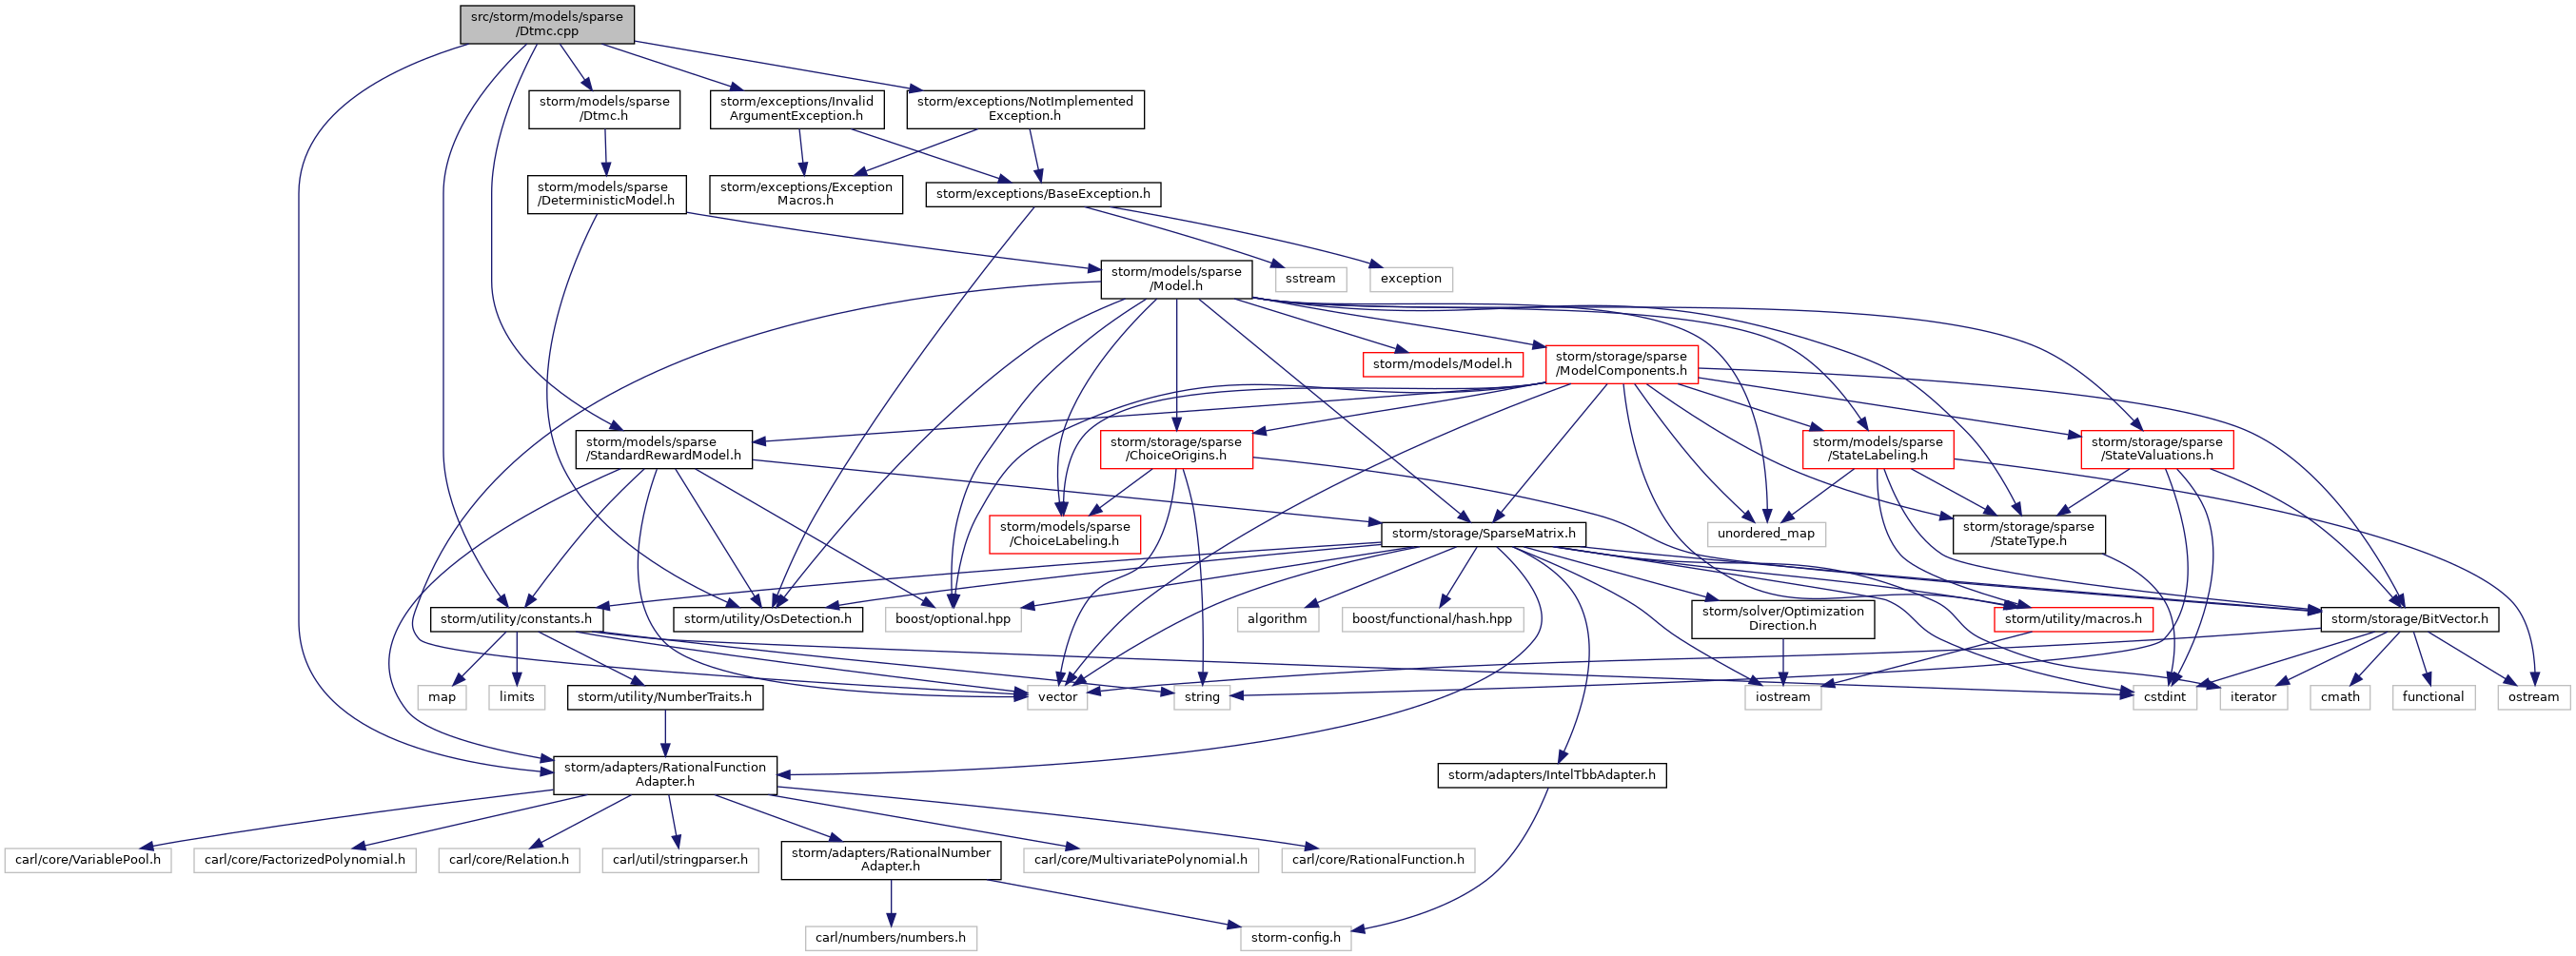 src/storm/models/sparse
/Dtmc.cpp
storm/models/sparse
/Dtmc.h
storm/exceptions/Invalid
ArgumentException.h
storm/exceptions/NotImplemented
Exception.h
storm/models/sparse
/DeterministicModel.h
storm/exceptions/Exception
Macros.h
storm/exceptions/BaseException.h
storm/models/sparse
/Model.h
sstream
exception
storm/models/Model.h
storm/storage/sparse
/ModelComponents.h
storm/models/sparse
/StandardRewardModel.h
storm/storage/sparse
/ChoiceOrigins.h
storm/models/sparse
/StateLabeling.h
storm/storage/sparse
/StateValuations.h
storm/models/sparse
/ChoiceLabeling.h
storm/storage/SparseMatrix.h
unordered_map
storm/storage/sparse
/StateType.h
storm/utility/constants.h
storm/utility/OsDetection.h
boost/optional.hpp
algorithm
boost/functional/hash.hpp
storm/solver/Optimization
Direction.h
storm/utility/macros.h
storm/storage/BitVector.h
map
limits
storm/utility/NumberTraits.h
vector
string
iostream
cstdint
iterator
cmath
functional
ostream
storm/adapters/RationalFunction
Adapter.h
storm/adapters/IntelTbbAdapter.h
carl/core/VariablePool.h
carl/core/FactorizedPolynomial.h
carl/core/Relation.h
carl/util/stringparser.h
storm/adapters/RationalNumber
Adapter.h
carl/core/MultivariatePolynomial.h
carl/core/RationalFunction.h
carl/numbers/numbers.h
storm-config.h